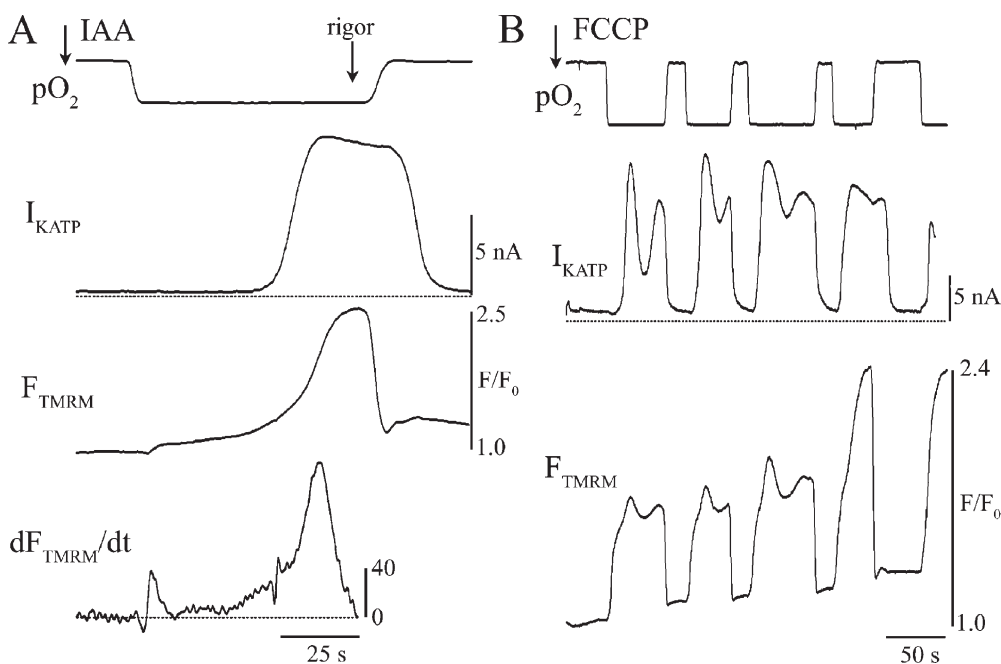 A
IAA
rigor
pO2
IKATP
5 nA
2.5
FTMRM
F/F0
1.0
dFTMRM/dt
40
0
25 s
B
FCCP
pO2
IKATP
5 nA
2.4
FTMRM
F/F0
1.0
50 s